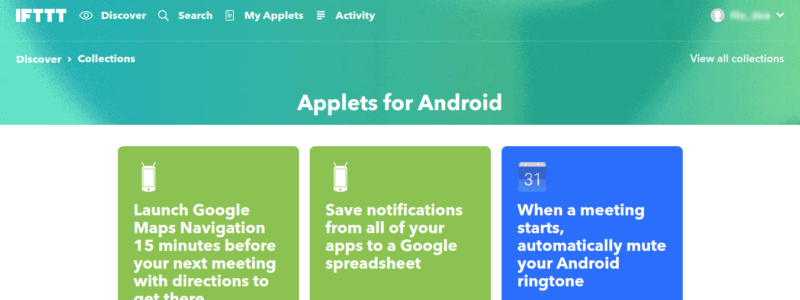 IFTTT Discover Search My Applets Activity
Discover > Collections View all collections
Applets for Android
Launch Google
Maps Navigation
15 minutes before
your next meeting
with directions to
get there
Save notifications
from all of your
apps to a Google
spreadsheet
31
When a meeting
starts,
automatically mute
your Android
ringtone